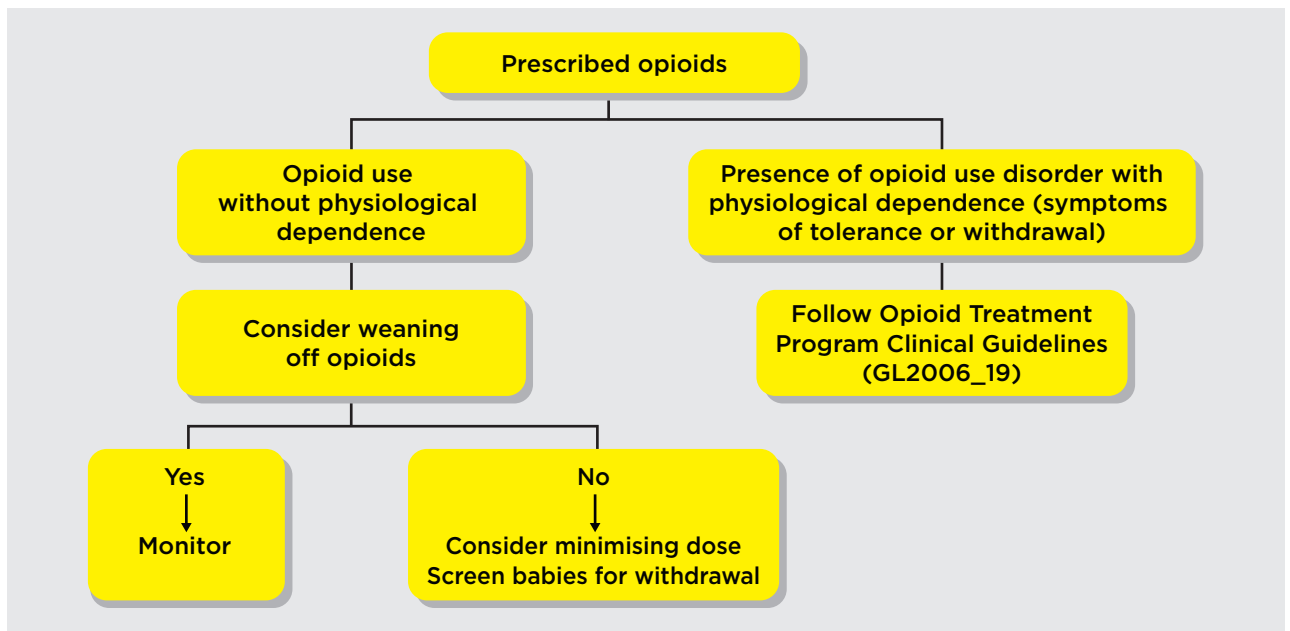 Prescribed opioids
Opioid use
without physiological
dependence
Presence of opioid use disorder with
physiological dependence (symptoms
of tolerance or withdrawal)
Consider weaning
off opioids
Follow Opioid Treatment
Program Clinical Guidelines
(GL2006_19)
Yes
Monitor
No
Consider minimising dose
Screen babies for withdrawal